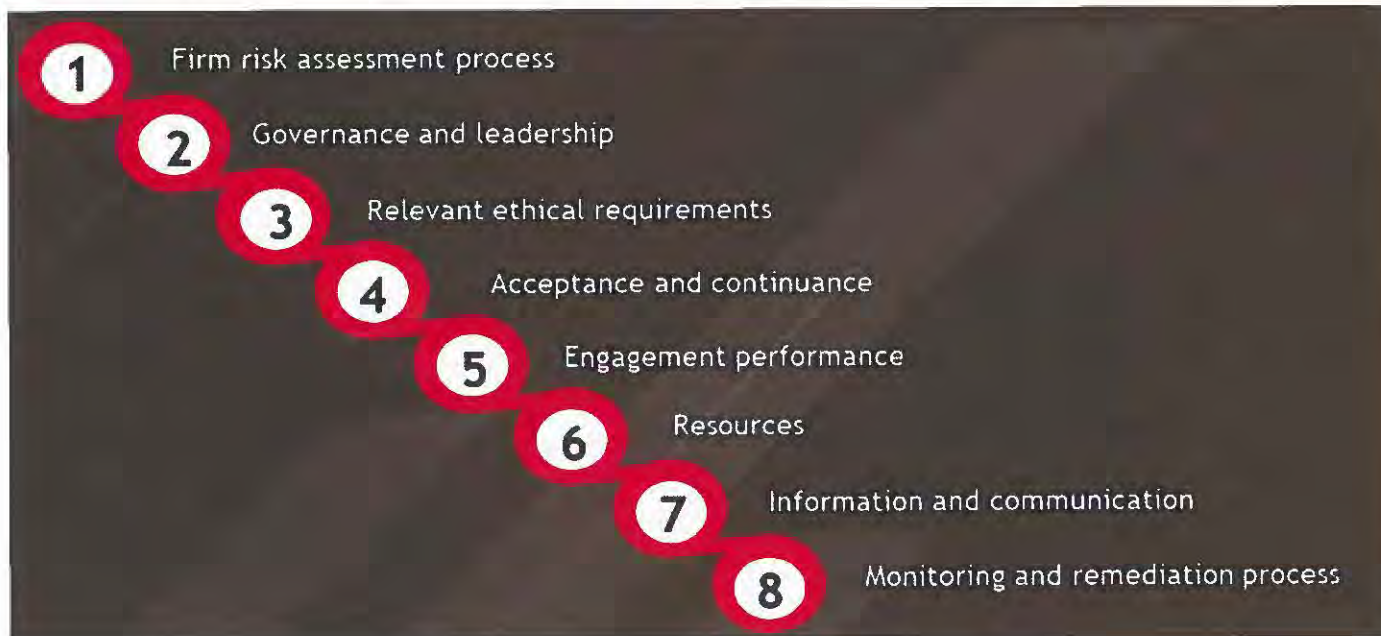 1 Firm risk assessment process
2 Governance and leadership
3 Relevant ethical requirements
4 Acceptance and continuance
5 Engagement performance
6 Resources
7 Information and communication
8 Monitoring and remediation process